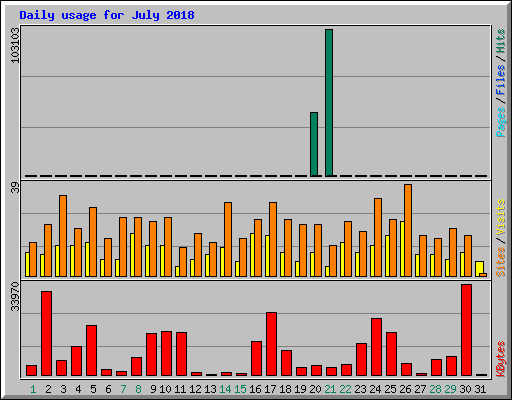 Daily usage for July 2018
103103
Pages / Files / Hits
39
Sites / Visits
33970
KBytes
1 2 3 4 5 6 7 8 9 10 11 12 13 14 15 16 17 18 19 20 21 22 23 24 25 26 27 28 29 30 31